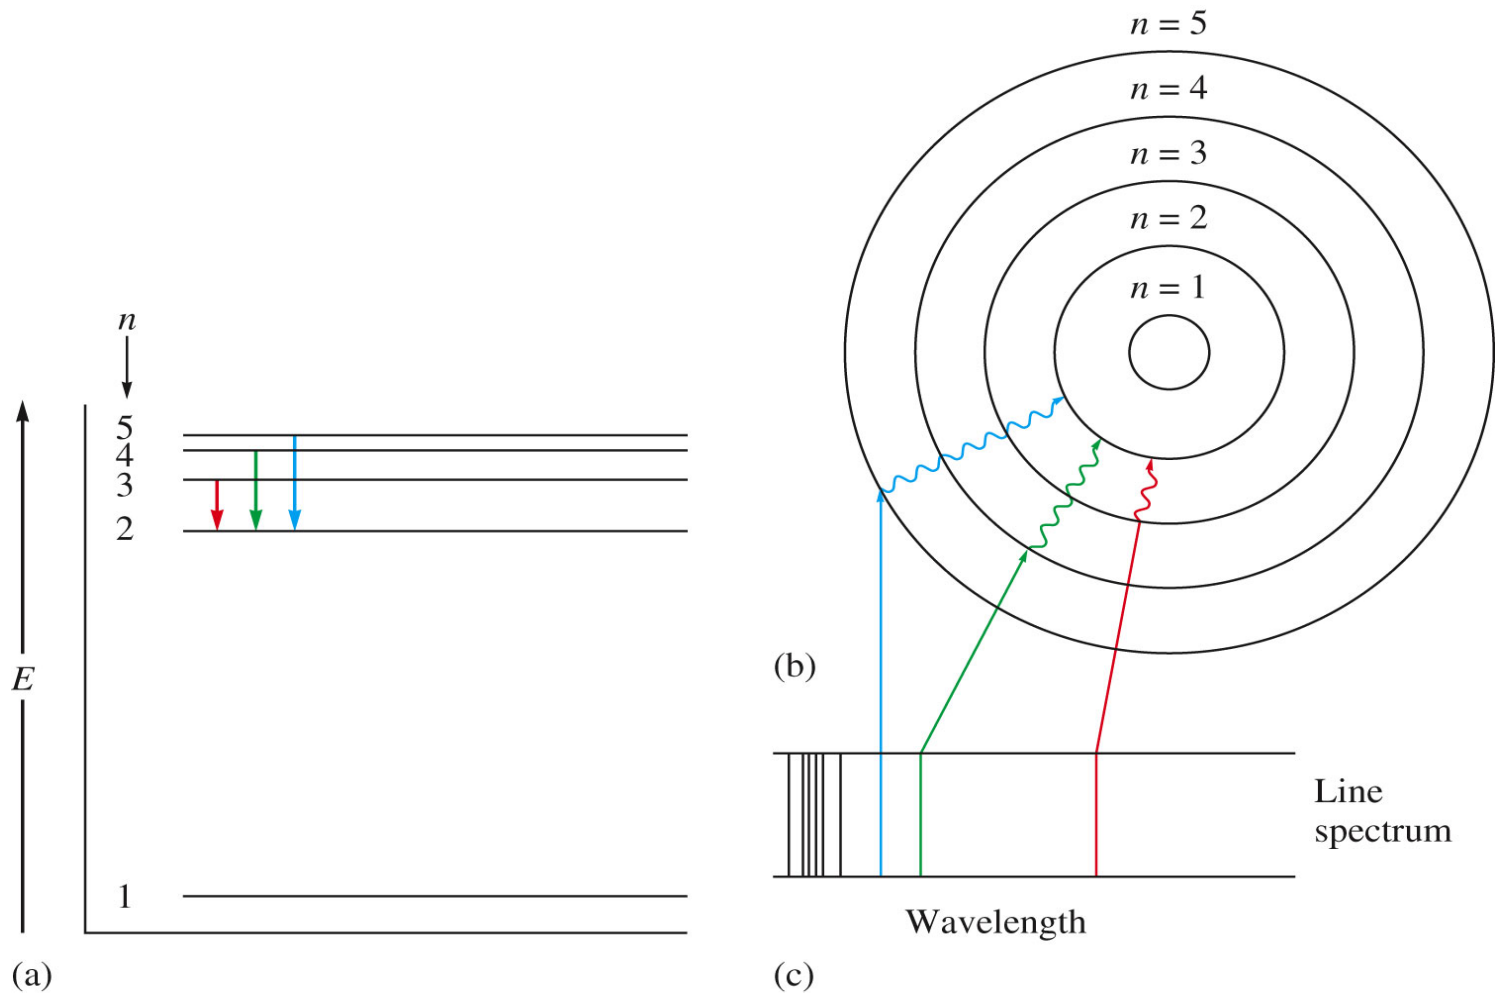 n
5
4
3
2
E
1
(a)
n = 5
n = 4
n = 3
n = 2
n = 1
(b)
Line
spectrum
Wavelength
(c)